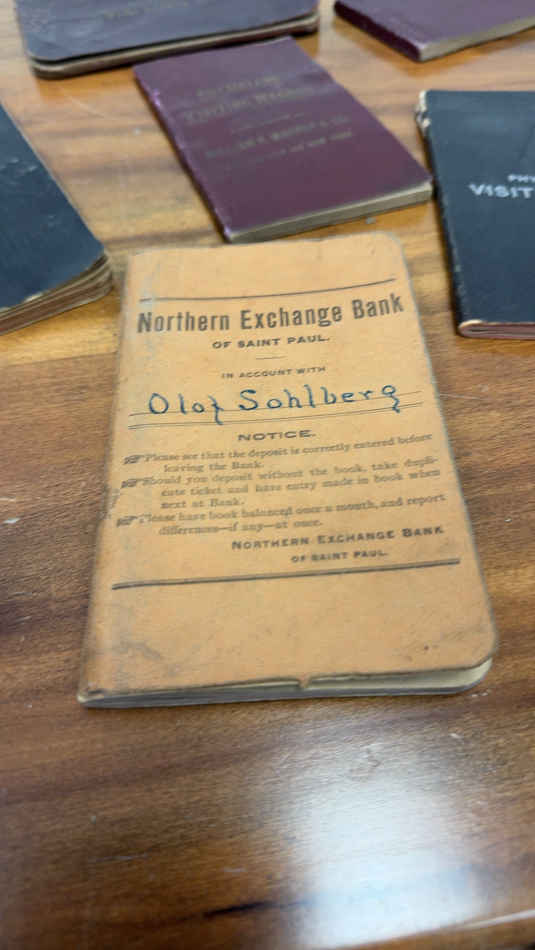 VISIT
Northern Exchange Bank
OF SAINT PAUL.
IN ACCOUNT WITH
Olof Sohlberg
NOTICE.
Please see that the deposit is correctly entered before
leaving the Bank.
Should you deposit without the book, take dupli-
cate ticket and have entry made in book when
next at Bank.
Please have book balanced once a month, and report
differences—if any—at once.
NORTHERN EXCHANGE BANK
OF SAINT PAUL.